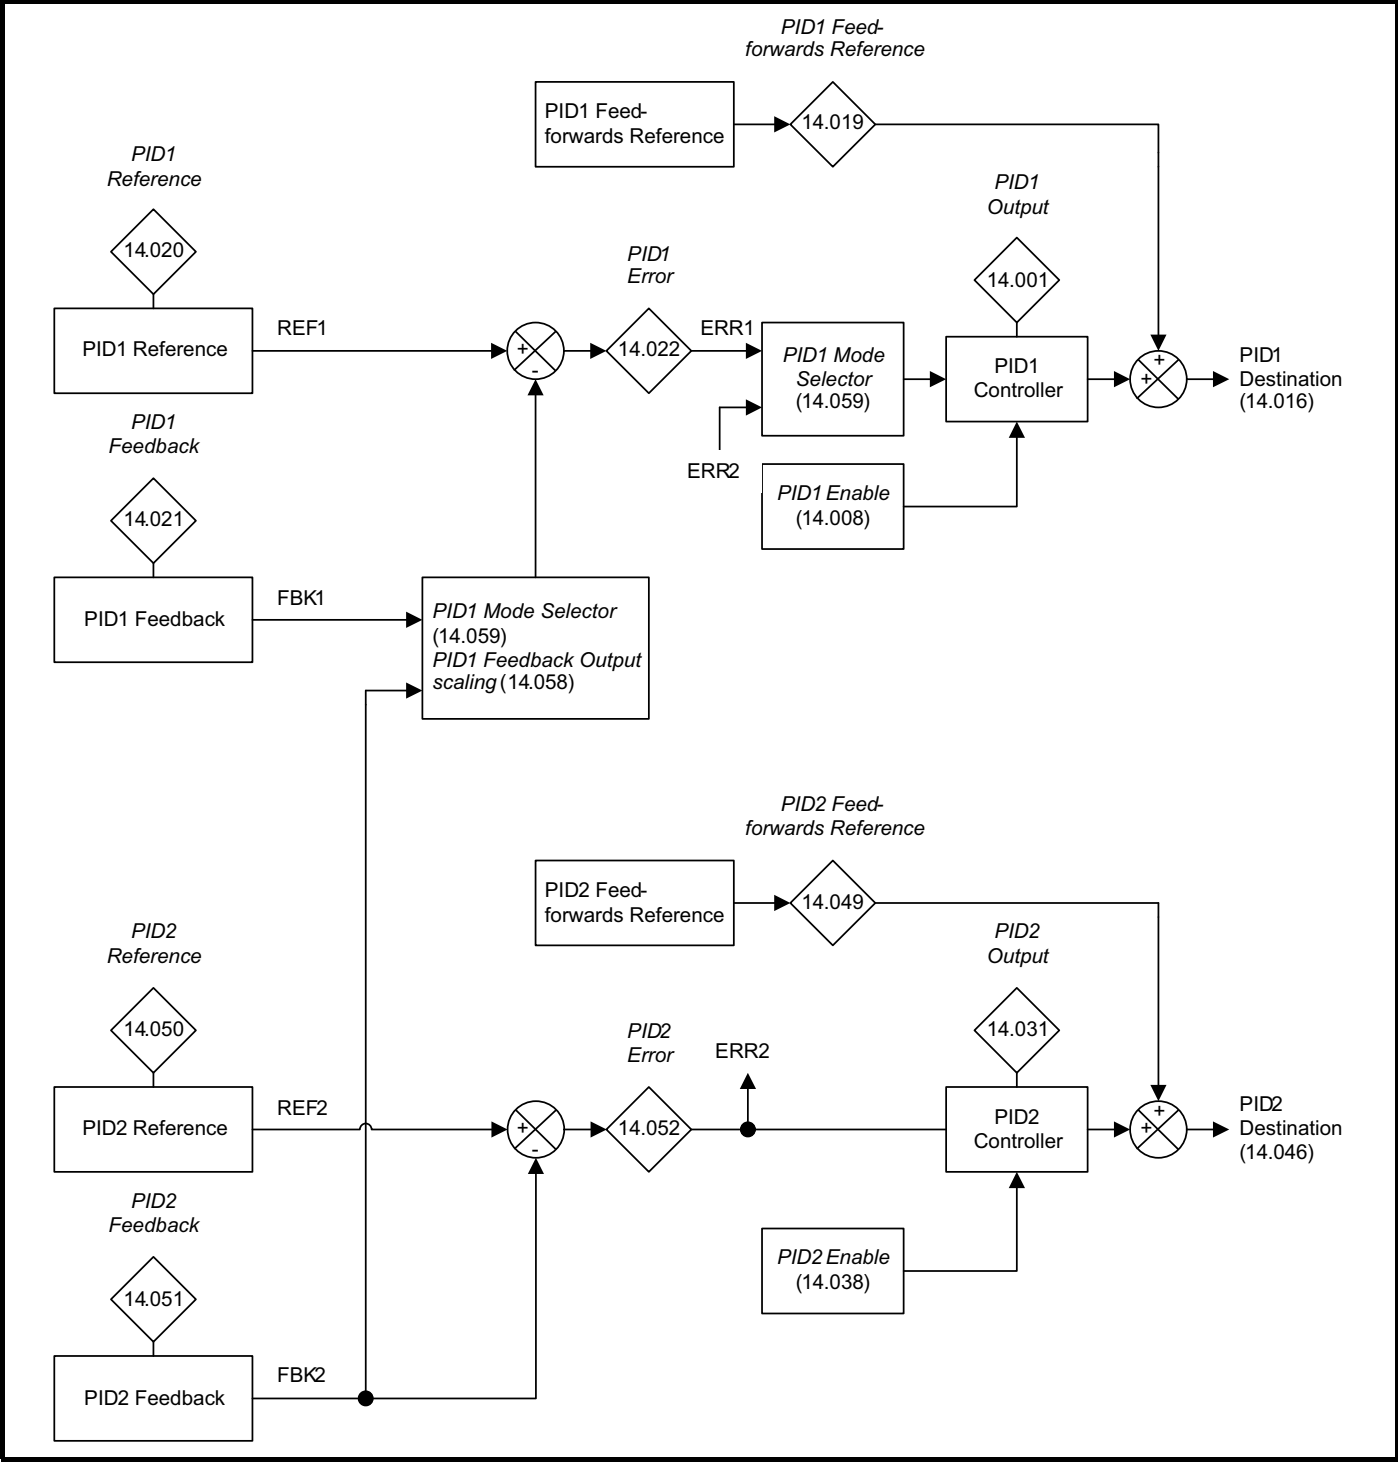 PID1 Feed-
forwards Reference
PID1 Feed-
forwards Reference
14.019
PID1
Reference
14.020
PID1
Output
14.001
PID1
Error
PID1 Reference
REF1
+
-
14.022
ERR1
PID1 Mode
Selector
(14.059)
ERR2
PID1
Controller
+
+
PID1
Destination
(14.016)
PID1
Feedback
14.021
PID1 Enable
(14.008)
PID1 Feedback
FBK1
PID1 Mode Selector
(14.059)
PID1 Feedback Output
scaling (14.058)
PID2 Feed-
forwards Reference
PID2 Feed-
forwards Reference
14.049
PID2
Reference
14.050
PID2
Output
14.031
PID2
Error
ERR2
PID2 Reference
REF2
+
-
14.052
PID2
Controller
+
+
PID2
Destination
(14.046)
PID2
Feedback
14.051
PID2 Enable
(14.038)
PID2 Feedback
FBK2